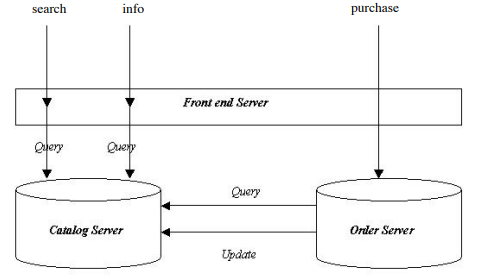 search info purchase
Front end Server
Query Query
Query
Catalog Server Order Server
Update